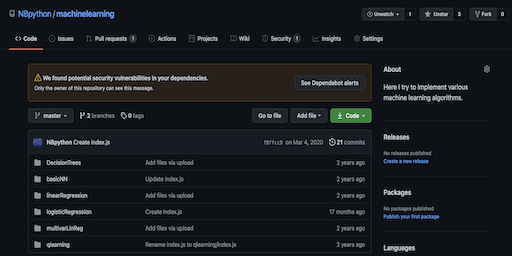 N8python / machinelearning
Unwatch 1 Unstar 3 Fork 0
Code Issues Pull requests 1 Actions Projects Wiki Security 1 Insights Settings
We found potential security vulnerabilities in your dependencies.
Only the owner of this repository can see this message.
See Dependabot alerts
About
Here I try to implement various
machine learning algorithms.
master 2 branches 0 tags Go to file Add file Code
N8python Create index.js on Mar 4, 2020 21 commits
DecisionTrees Add files via upload 2 years ago
basicNN Update index.js 2 years ago
linearRegression Add files via upload 2 years ago
logisticRegression Create index.js 17 months ago
multivarLinReg Add files via upload 2 years ago
qlearning Rename index.js to qlearning/index.js 2 years ago
Releases
No releases published
Create a new release
Packages
No packages published
Publish your first package
Languages